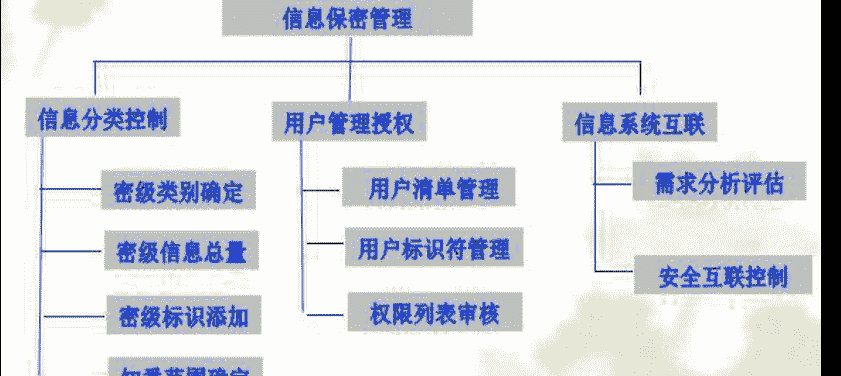 信息保密管理
信息分类控制
用户管理授权
信息系统互联
密级类别确定
用户清单管理
需求分析评估
密级信息总量
用户标识符管理
安全互联控制
密级标识添加
权限列表审核